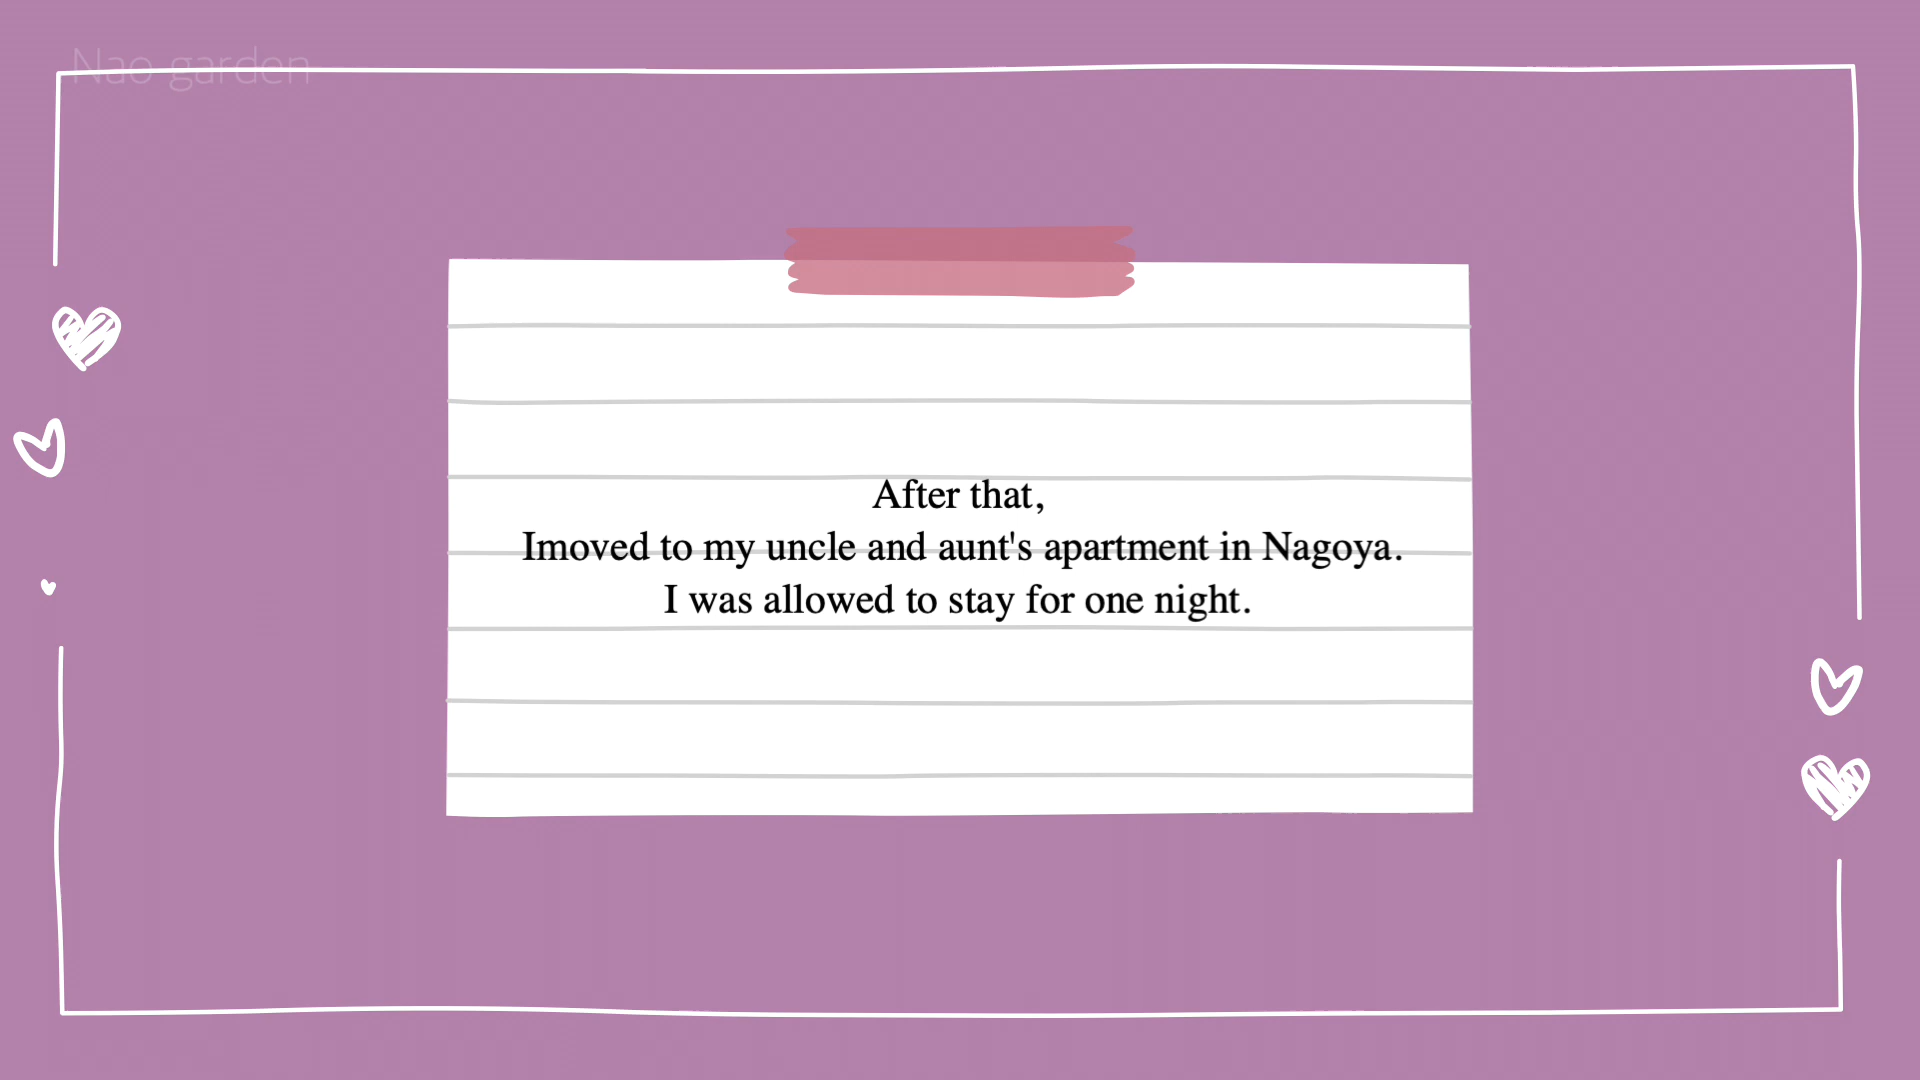 Nao garden
After that,
Imoved to my uncle and aunt's apartment in Nagoya.
I was allowed to stay for one night.